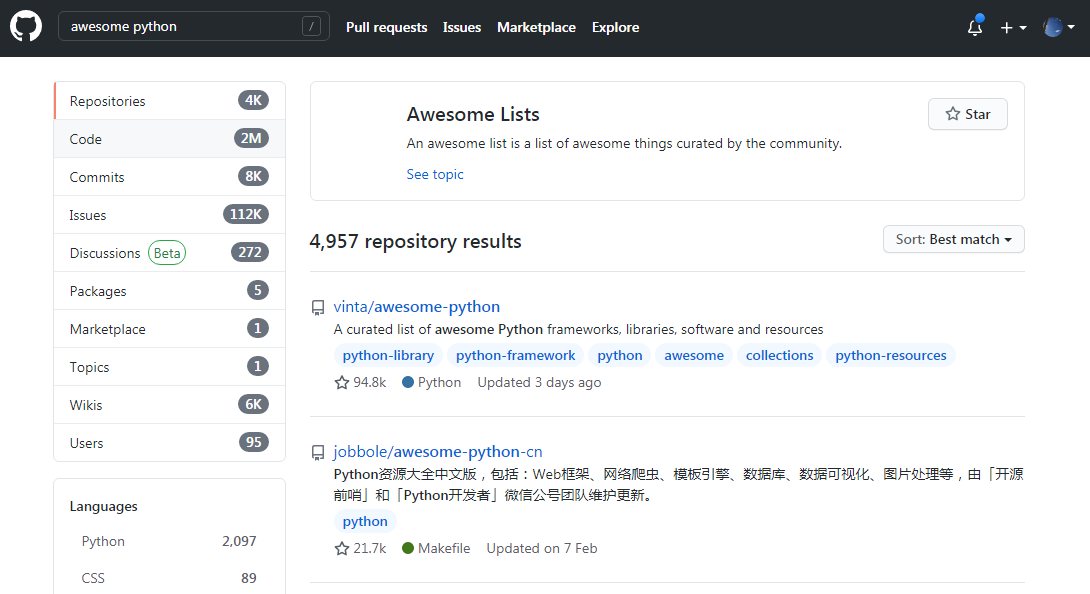 awesome python /
Pull requests Issues Marketplace Explore
Repositories 4K
Code 2M
Commits 8K
Issues 112K
Discussions Beta 272
Packages 5
Marketplace 1
Topics 1
Wikis 6K
Users 95
Languages
Python 2,097
CSS 89
Awesome Lists
Star
An awesome list is a list of awesome things curated by the community.
See topic
4,957 repository results
Sort: Best match
vinta/awesome-python
A curated list of awesome Python frameworks, libraries, software and resources
python-library python-framework python awesome collections python-resources
94.8k Python Updated 3 days ago
jobbole/awesome-python-cn
Python资源大全中文版，包括：Web框架、网络爬虫、模板引擎、数据库、数据可视化、图片处理等，由「开源
前哨」和「Python开发者」微信公号团队维护更新。
python
21.7k Makefile Updated on 7 Feb